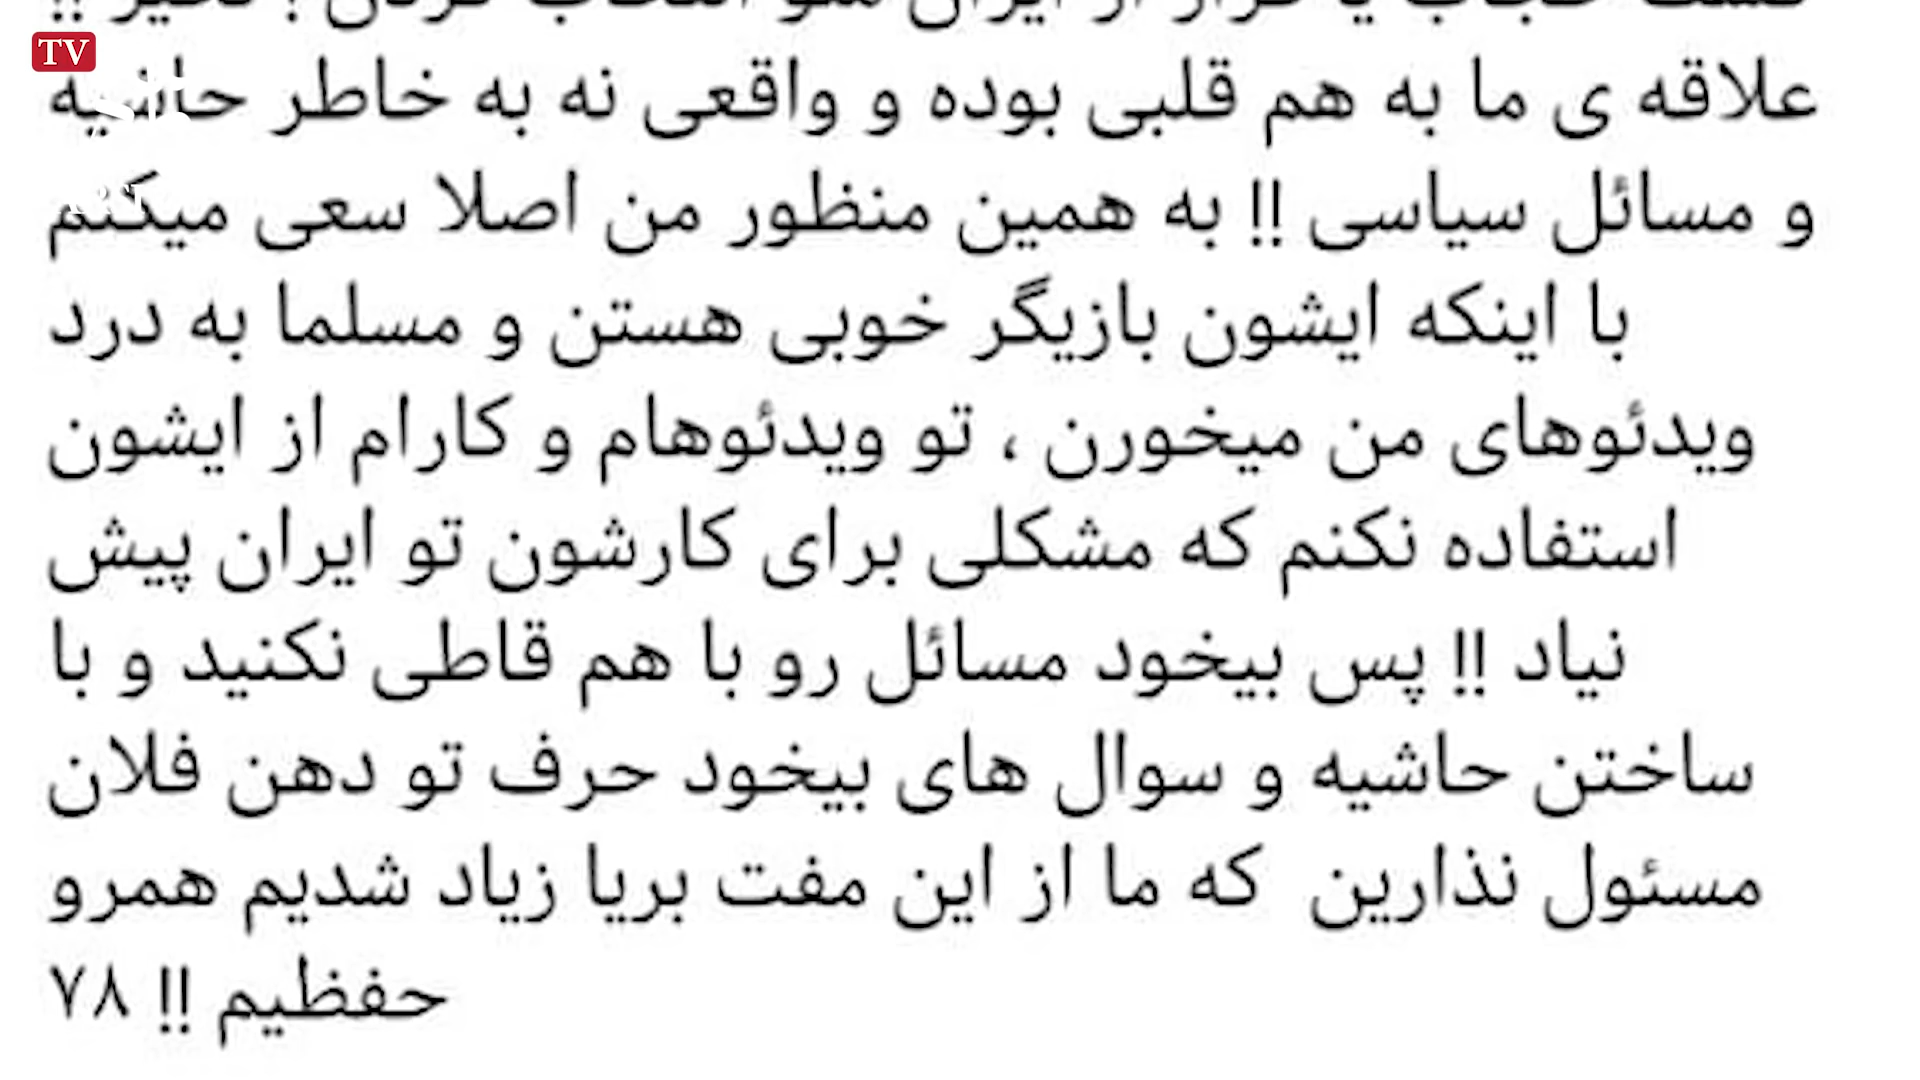 TV
علاقه ی ما به هم قلبی بوده و واقعی نه به خاطر حاشیه
و مسائل سیاسی !! به همین منظور من اصلا سعی میکنم
با اینکه ایشون بازیگر خوبی هستن و مسلما به درد
ویدئوهای من میخورن ، تو ویدئوهام و کارام از ایشون
استفاده نکنم که مشکلی برای کارشون تو ایران پیش
نیاد !! پس بیخود مسائل رو با هم قاطی نکنید و با
ساختن حاشیه و سوال های بیخود حرف تو دهن فلان
مسئول نذارین که ما از این مفت بریا زیاد شدیم همرو
حفظیم !! ۷۸